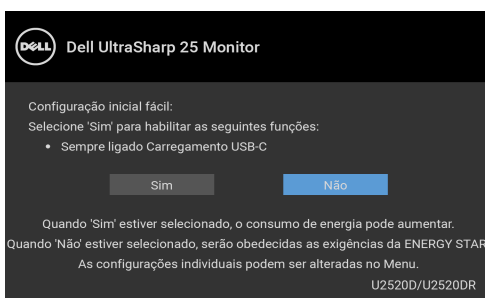 DELL
Dell UltraSharp 25 Monitor
Configuração inicial fácil:
Selecione 'Sim' para habilitar as seguintes funções:
• Sempre ligado Carregamento USB-C
Sim Não
Quando 'Sim' estiver selecionado, o consumo de energia pode aumentar.
Quando 'Não' estiver selecionado, serão obedecidas as exigências da ENERGY STAR
As configurações individuais podem ser alteradas no Menu.
U2520D/U2520DR